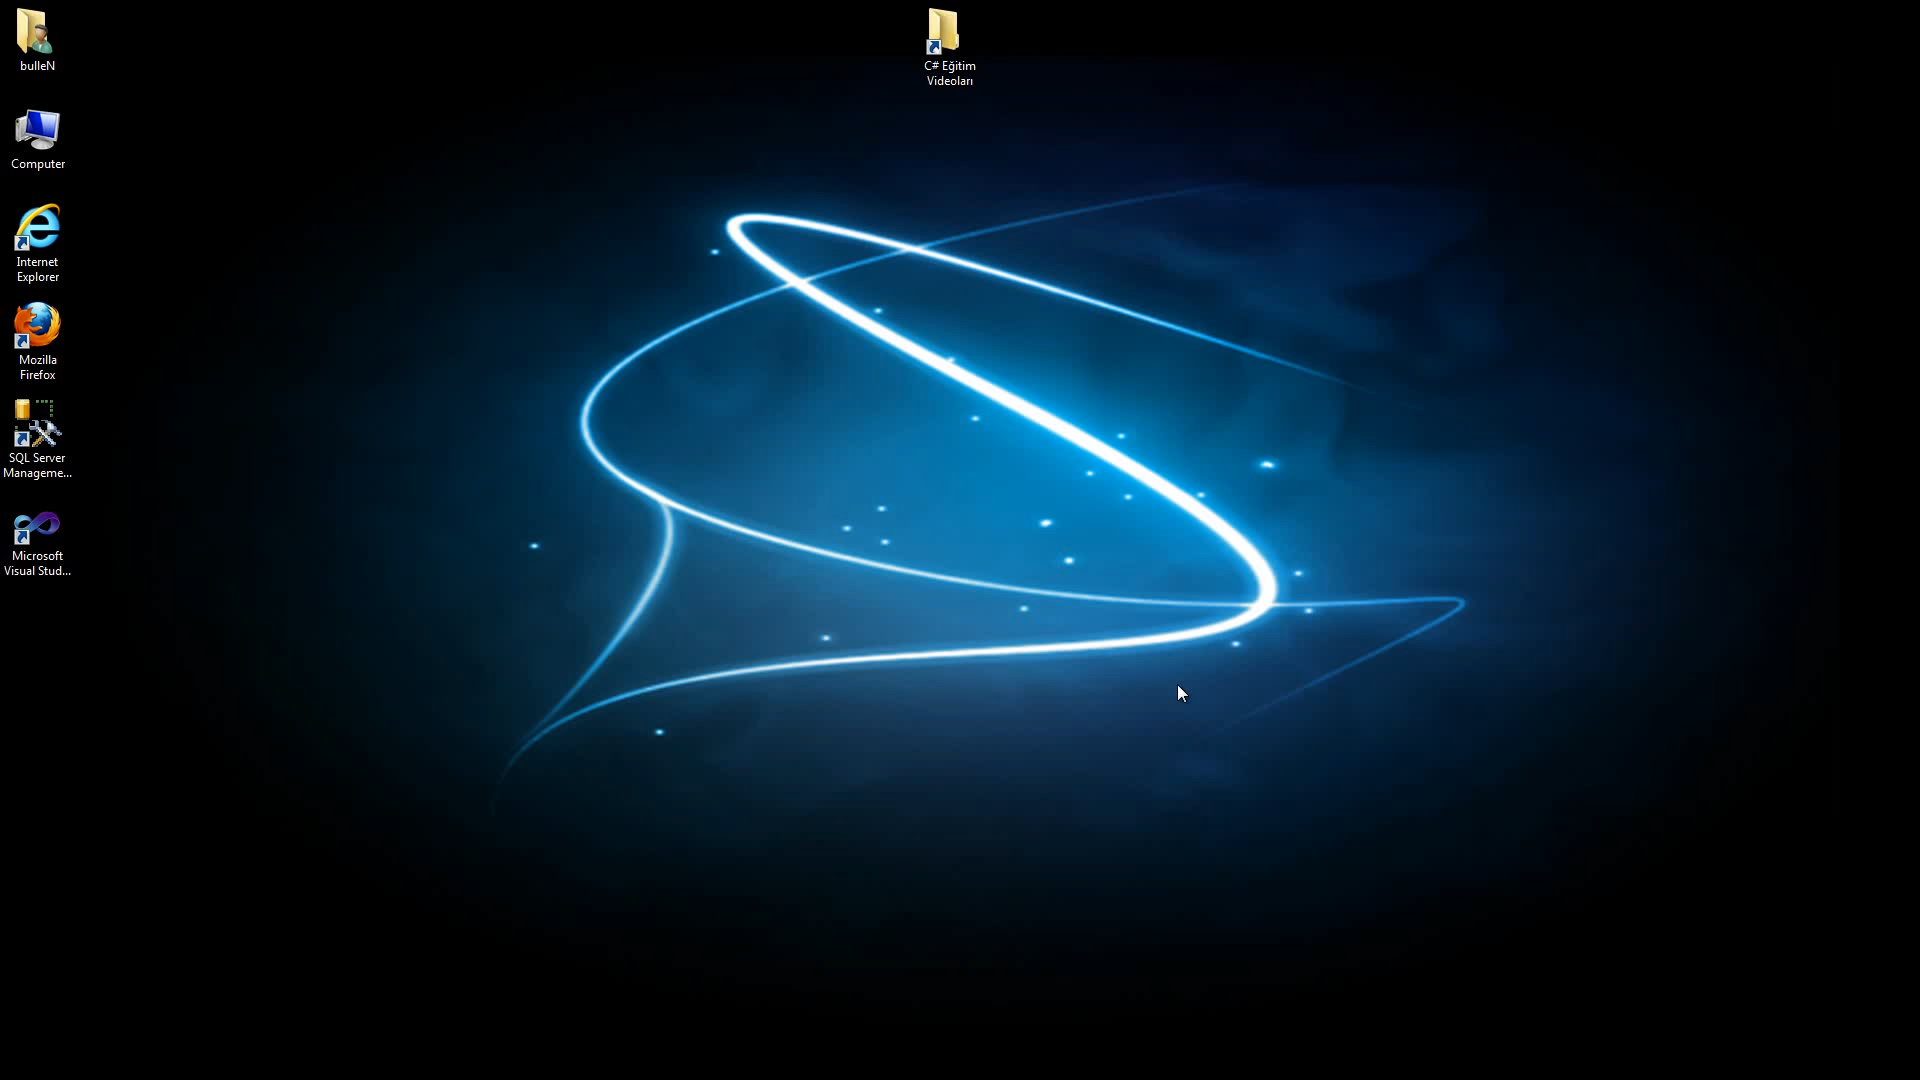 bulleN
Computer
Internet
Explorer
Mozilla
Firefox
SQL Server
Manageme...
Microsoft
Visual Stud...
C# Eğitim
Videoları